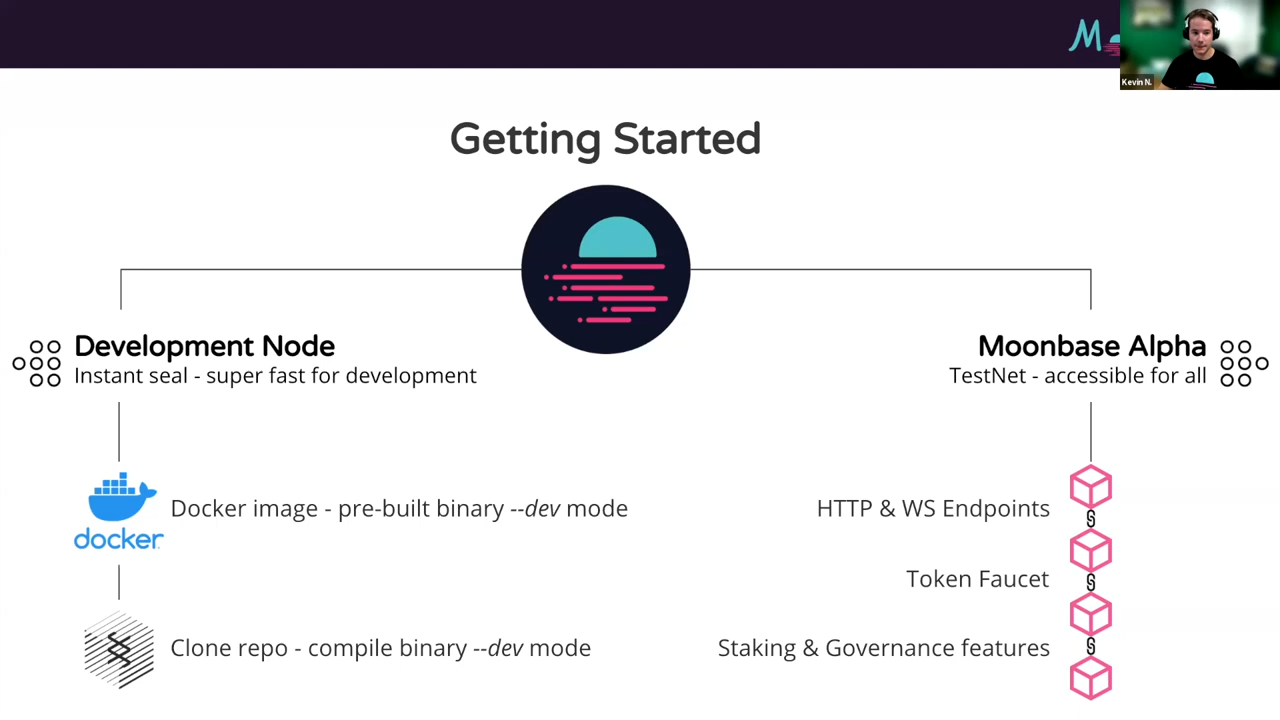 Kevin N.
Getting Started
Development Node
Instant seal - super fast for development
docker
Docker image - pre-built binary --dev mode
Clone repo - compile binary --dev mode
Moonbase Alpha
TestNet - accessible for all
HTTP & WS Endpoints
Token Faucet
Staking & Governance features